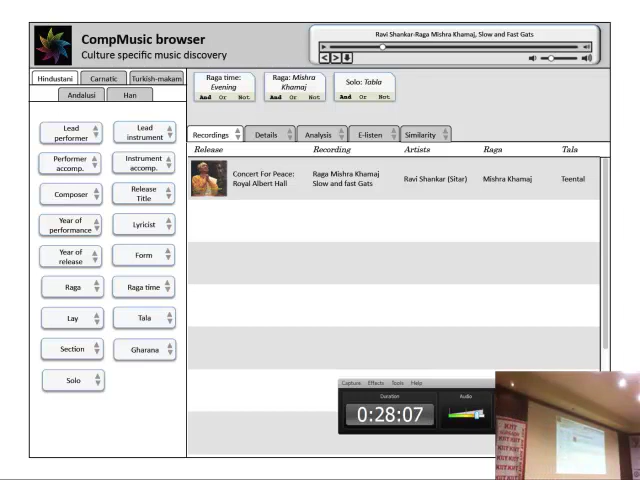 CompMusic browser
Culture specific music discovery
Ravi Shankar-Raga Mishra Khamaj, Slow and Fast Gats
Hindustani
Carnatic
Turkish-makam
Andalusi
Han
Raga time:
Evening
And Or Not
Raga: Mishra
Khamaj
And Or Not
Solo: Tabla
And Or Not
Lead
performer
Lead
instrument
Performer
accomp.
Instrument
accomp.
Composer
Release
Title
Year of
performance
Lyricist
Year of
release
Form
Raga
Raga time
Lay
Tala
Section
Gharana
Solo
Recordings
Details
Analysis
E-listen
Similarity
Release Recording Artists Raga Tala
Concert For Peace:
Royal Albert Hall
Raga Mishra Khamaj
Slow and fast Gats
Ravi Shankar (Sitar)
Mishra Khamaj
Teental
Capture Effects Tools Help
Duration
Audio
0:28:07